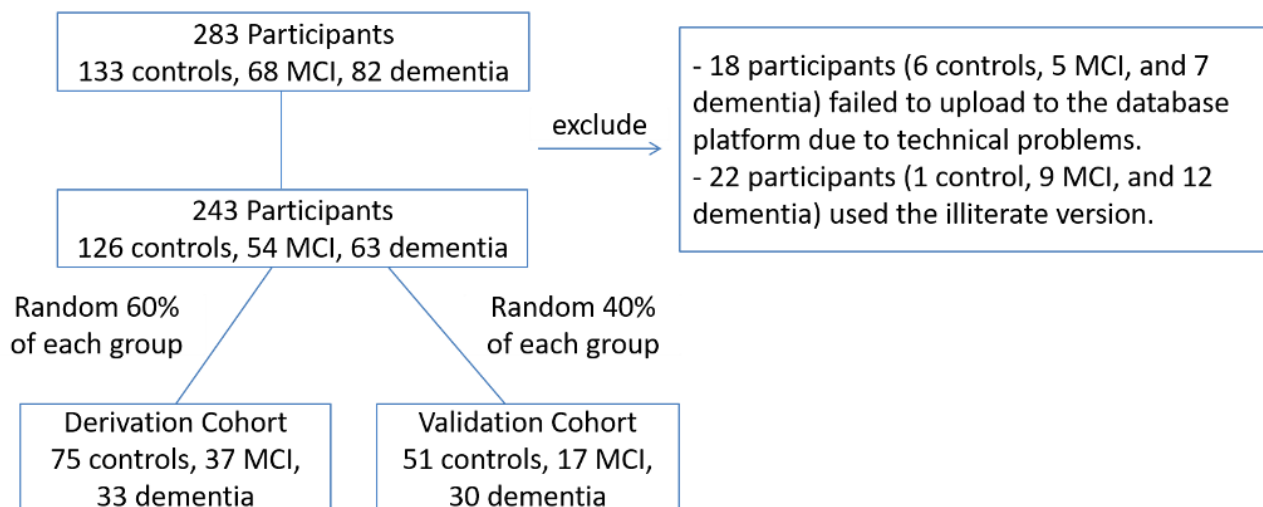 283 Participants
133 controls, 68 MCI, 82 dementia
exclude
- 18 participants (6 controls, 5 MCI, and 7
dementia) failed to upload to the database
platform due to technical problems.
- 22 participants (1 control, 9 MCI, and 12
dementia) used the illiterate version.
243 Participants
126 controls, 54 MCI, 63 dementia
Random 60%
of each group
Random 40%
of each group
Derivation Cohort
75 controls, 37 MCI,
33 dementia
Validation Cohort
51 controls, 17 MCI,
30 dementia